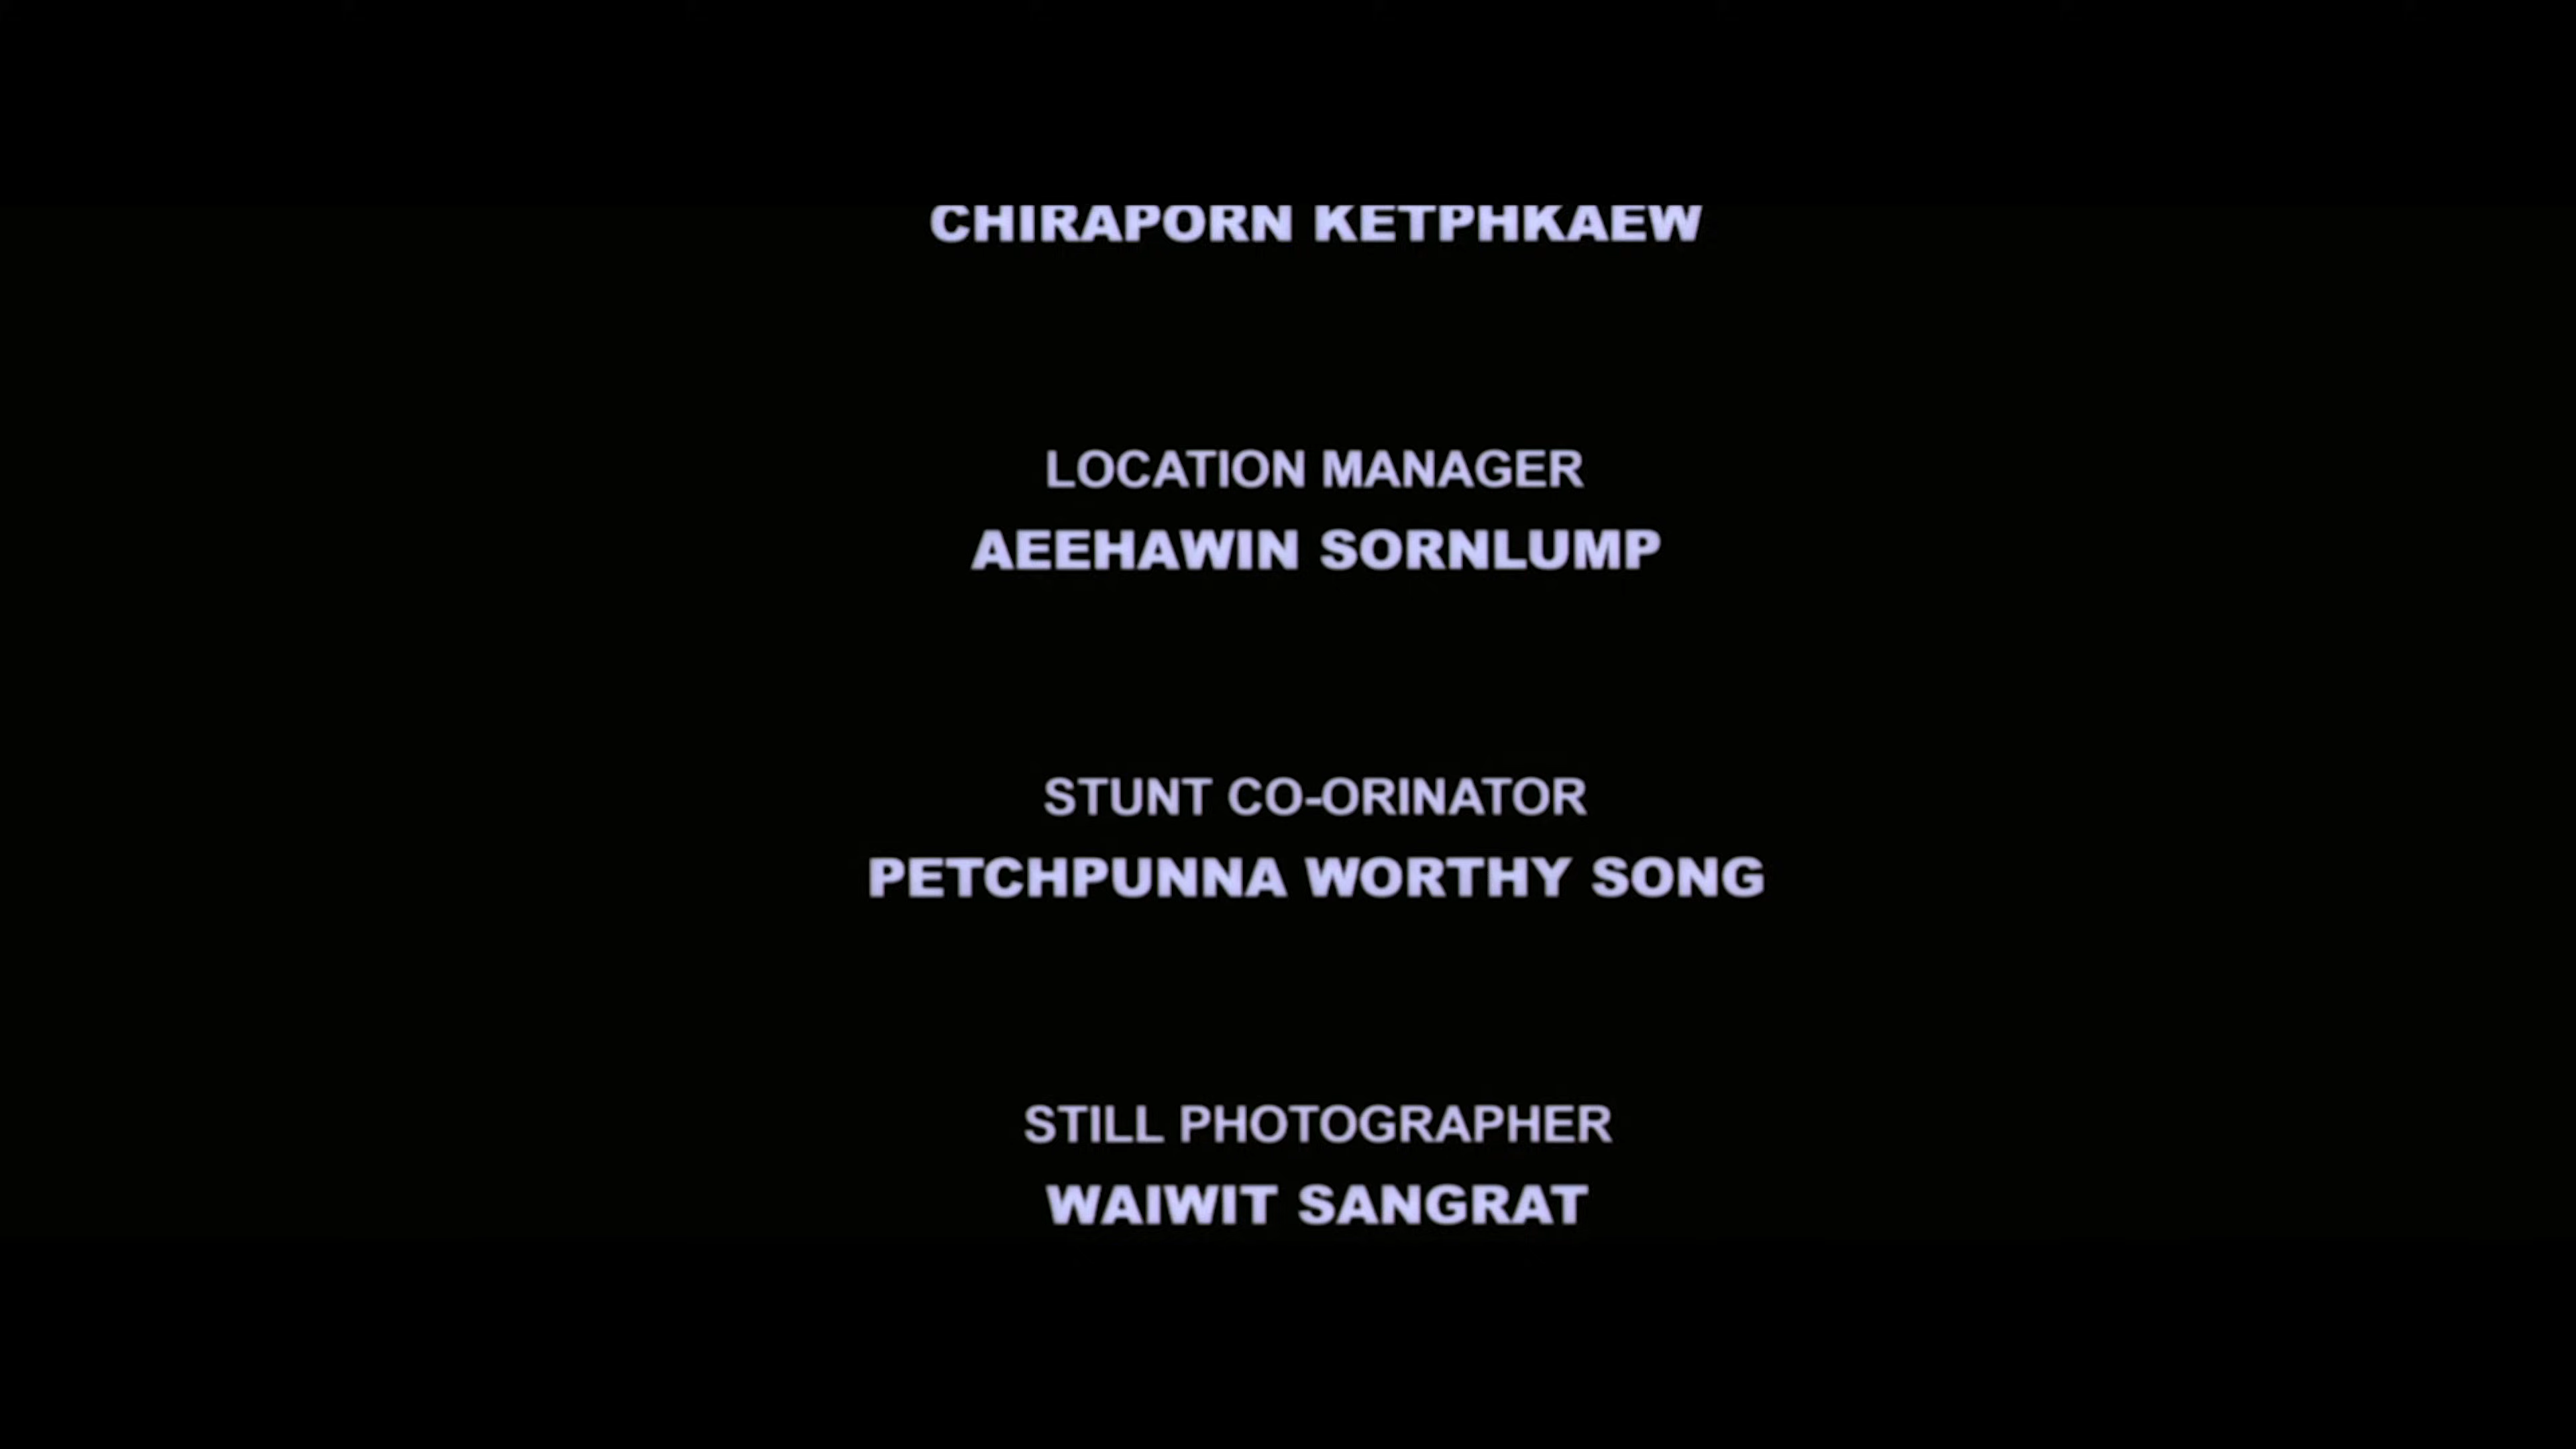 CHIRAPORN KETPHKAEW
LOCATION MANAGER
AEEHAWIN SORNLUMP
STUNT CO-ORINATOR
PETCHPUNNA WORTHY SONG
STILL PHOTOGRAPHER
WAIWIT SANGRAT